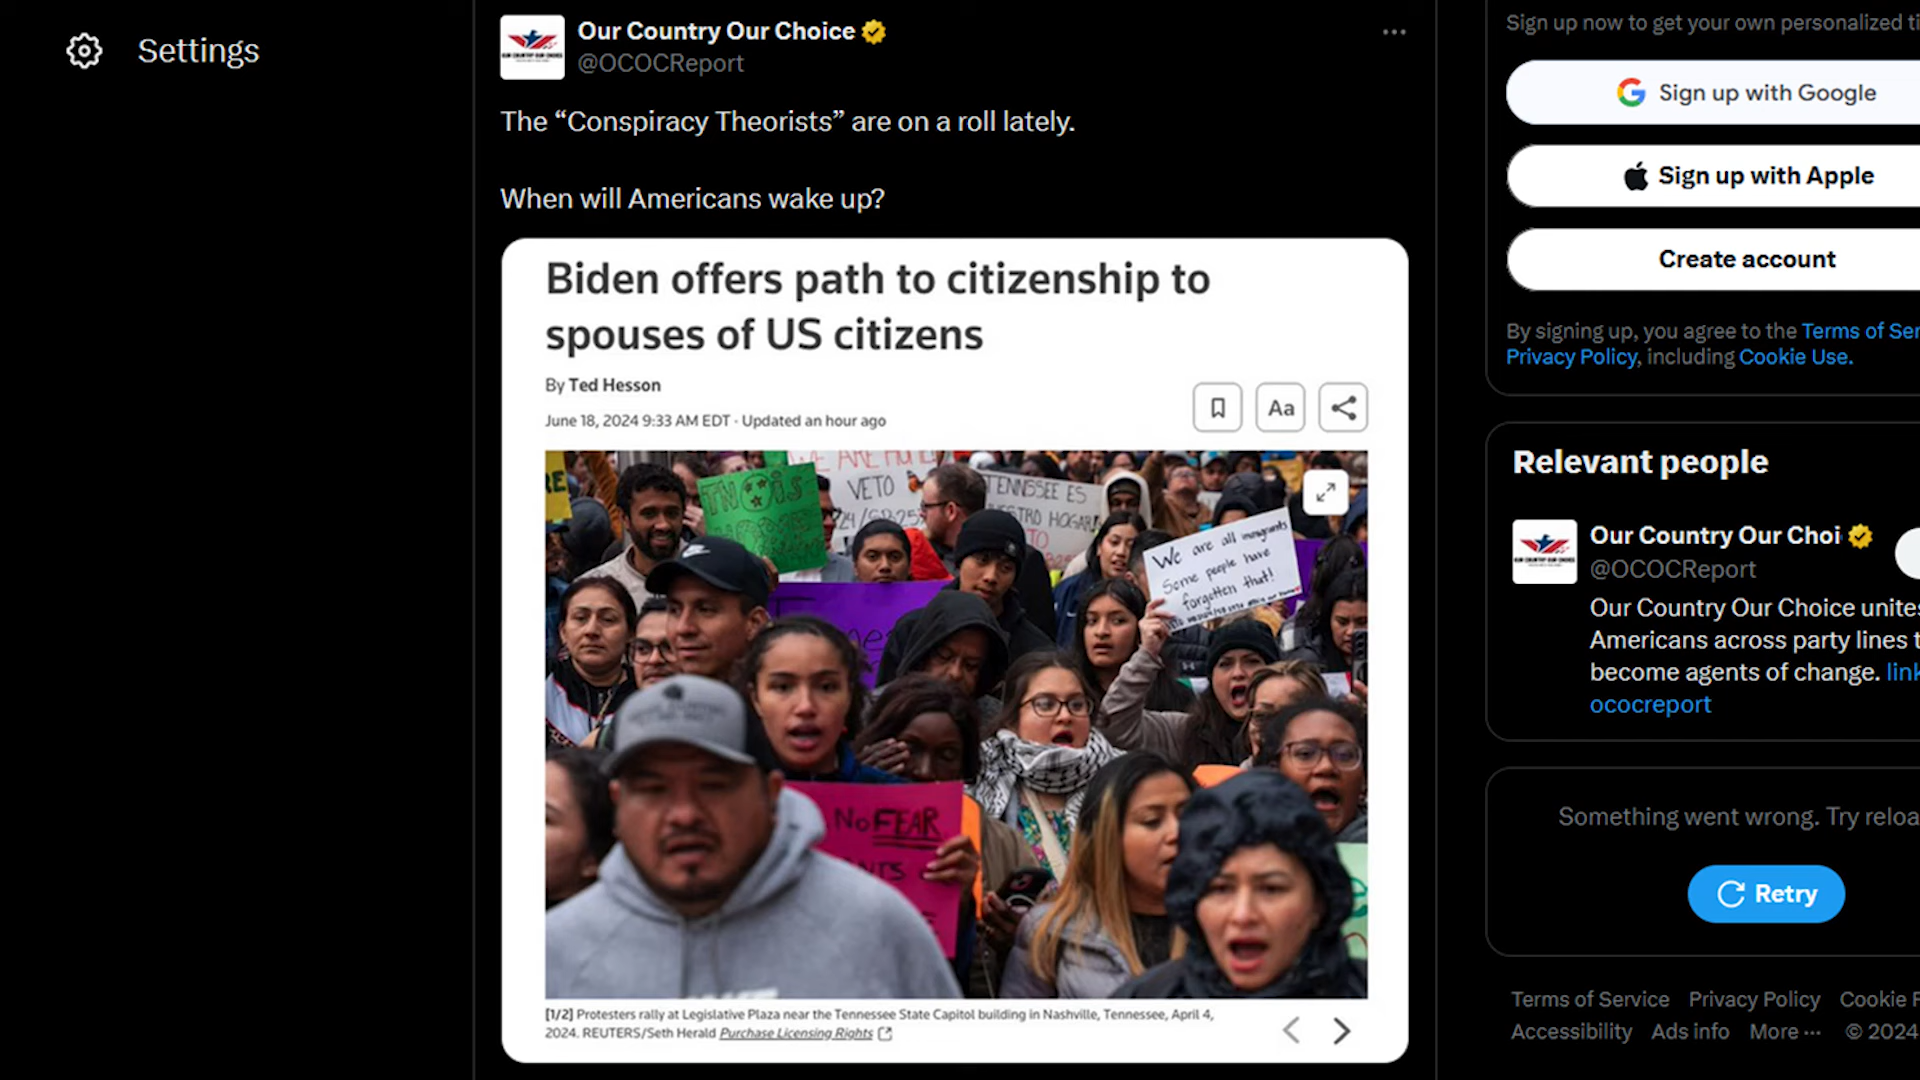 Settings
Our Country Our Choice
@OCOCReport
The “Conspiracy Theorists” are on a roll lately.
When will Americans wake up?
Biden offers path to citizenship to
spouses of US citizens
By Ted Hesson
June 18, 2024 9:33 AM EDT · Updated an hour ago
Aa
WE ARE
VETO
TENNESSEE ES
HOGAR
We are all immigrants
Some people have
forgotten that!
NO FEAR
[1/2] Protesters rally at Legislative Plaza near the Tennessee State Capitol building in Nashville, Tennessee, April 4,
2024. REUTERS/Seth Herald Purchase Licensing Rights
Sign up now to get your own personalized
Sign up with Google
Sign up with Apple
Create account
By signing up, you agree to the Terms of
Privacy Policy, including Cookie Use.
Relevant people
Our Country Our Choi
@OCOCReport
Our Country Our Choice
Americans across party lines
become agents of change.
ococreport
Something went wrong. Try
Retry
Terms of Service Privacy Policy Cookie
Accessibility Ads info More ··· © 2024